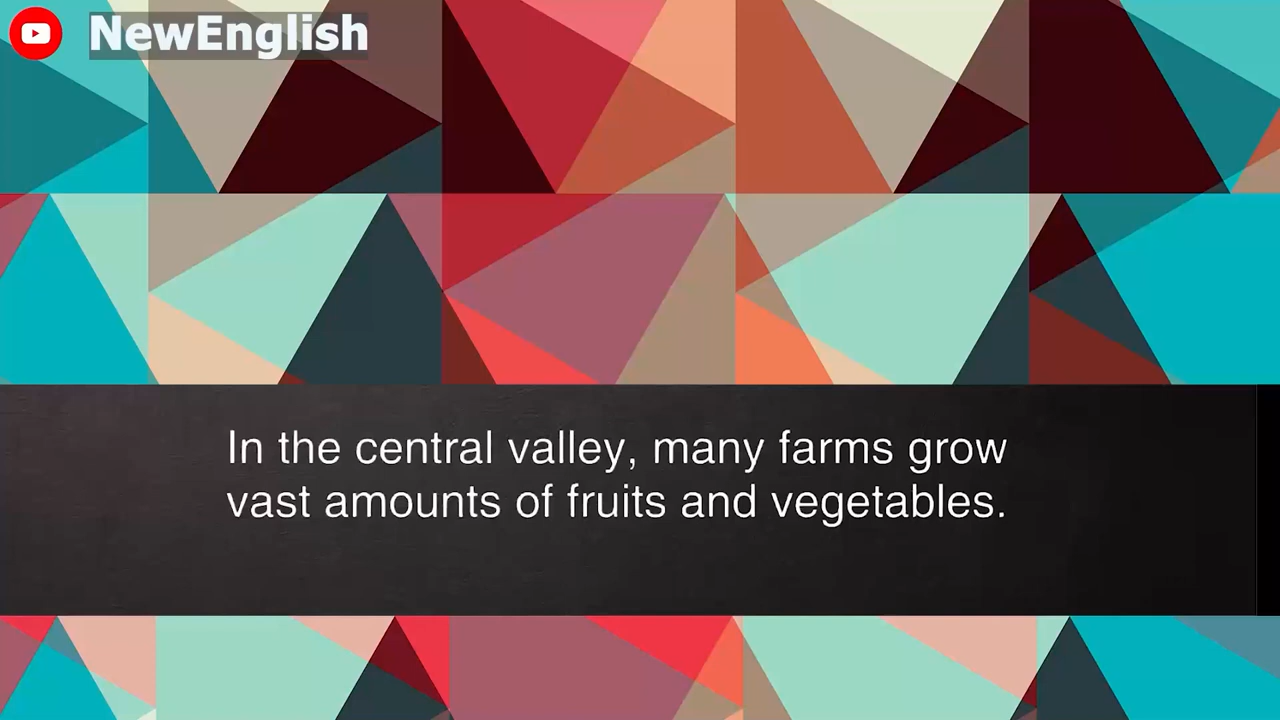 NewEnglish
In the central valley, many farms grow
vast amounts of fruits and vegetables.